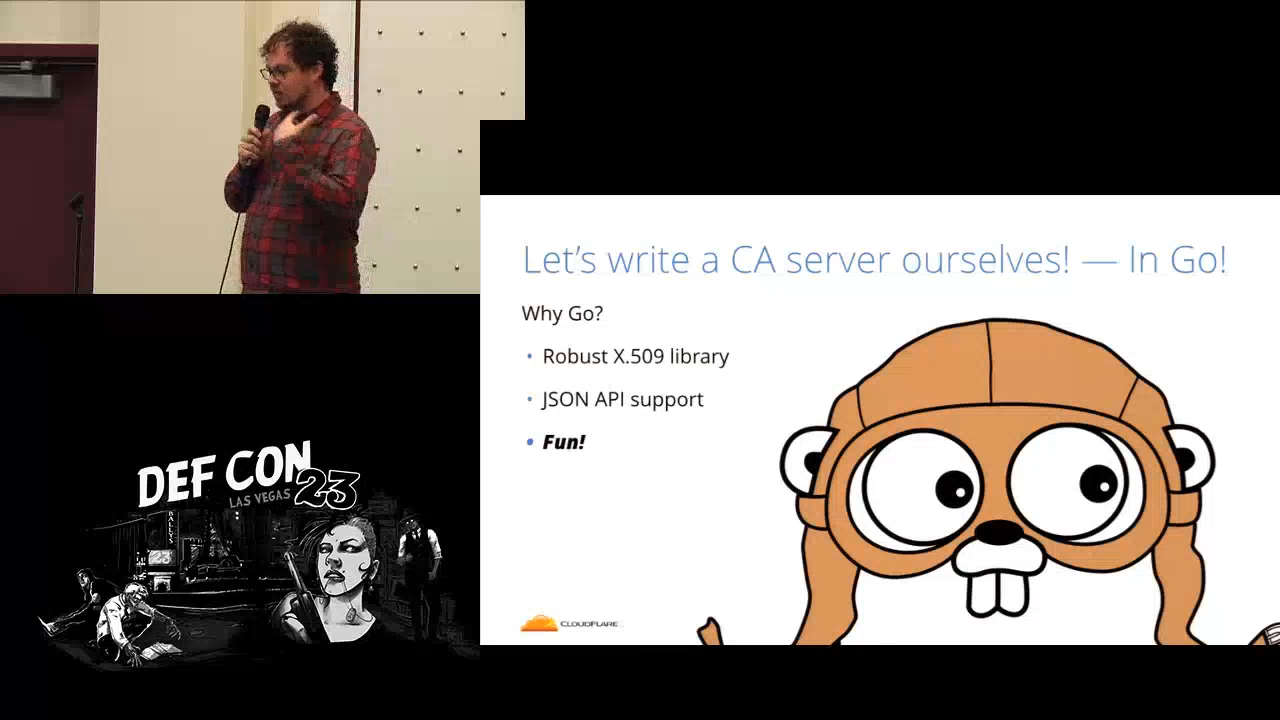 Let's write a CA server ourselves! — In Go!
Why Go?
• Robust X.509 library
• JSON API support
• Fun!
CLOUDFLARE
DEF CON 23
LAS VEGAS
BALLYS